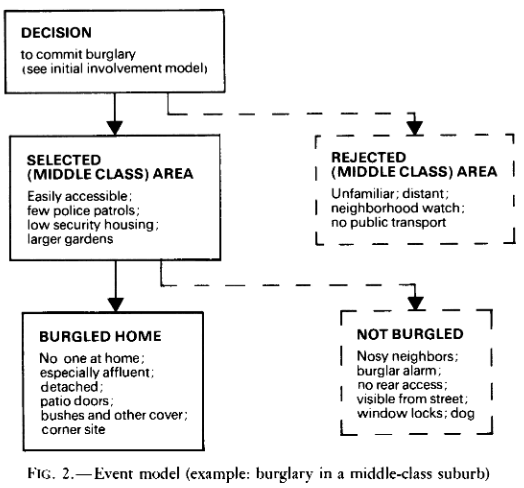 DECISION
to commit burglary
(see initial involvement model)
SELECTED
(MIDDLE CLASS) AREA
Easily accessible;
few police patrols;
low security housing;
larger gardens
REJECTED
(MIDDLE CLASS) AREA
Unfamiliar; distant;
neighborhood watch;
no public transport
BURGLED HOME
No one at home;
especially affluent;
detached;
patio doors;
bushes and other cover;
corner site
NOT BURGLED
Nosy neighbors;
burglar alarm;
no rear access;
visible from street;
window locks; dog
FIG. 2.—Event model (example: burglary in a middle-class suburb)